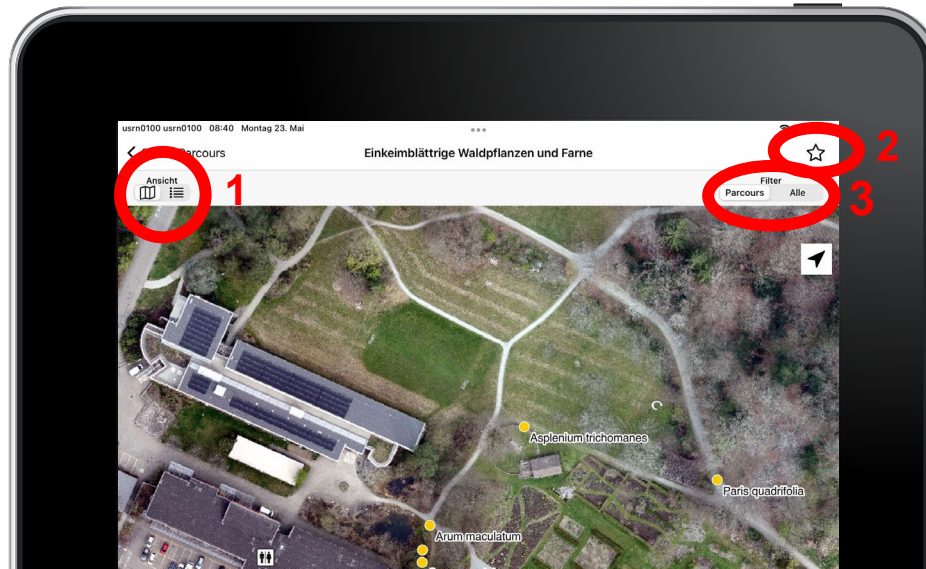 usrn0100 usrn0100 08:40 Montag 23. Mai
Parcours Einkeimblättrige Waldpflanzen und Farne
2
Ansicht
1
Filter
Parcours Alle
3
Asplenium trichomanes
Paris quadrifolia
Arum maculatum